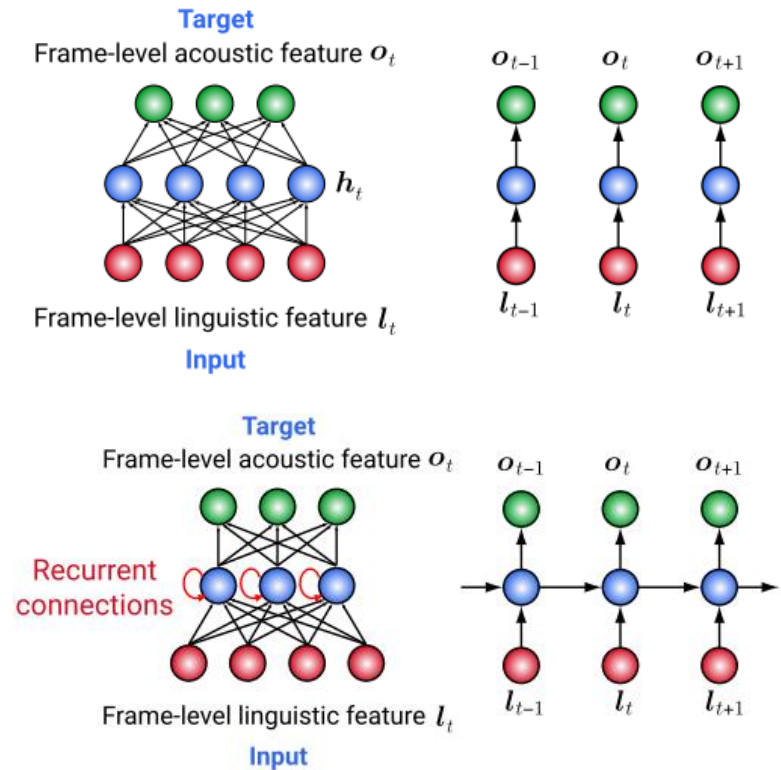 Target
Frame-level acoustic feature o_t
h_t
Frame-level linguistic feature l_t
Input
o_{t-1} o_t o_{t+1}
l_{t-1} l_t l_{t+1}
Target
Frame-level acoustic feature o_t
Recurrent
connections
Frame-level linguistic feature l_t
Input
o_{t-1} o_t o_{t+1}
l_{t-1} l_t l_{t+1}